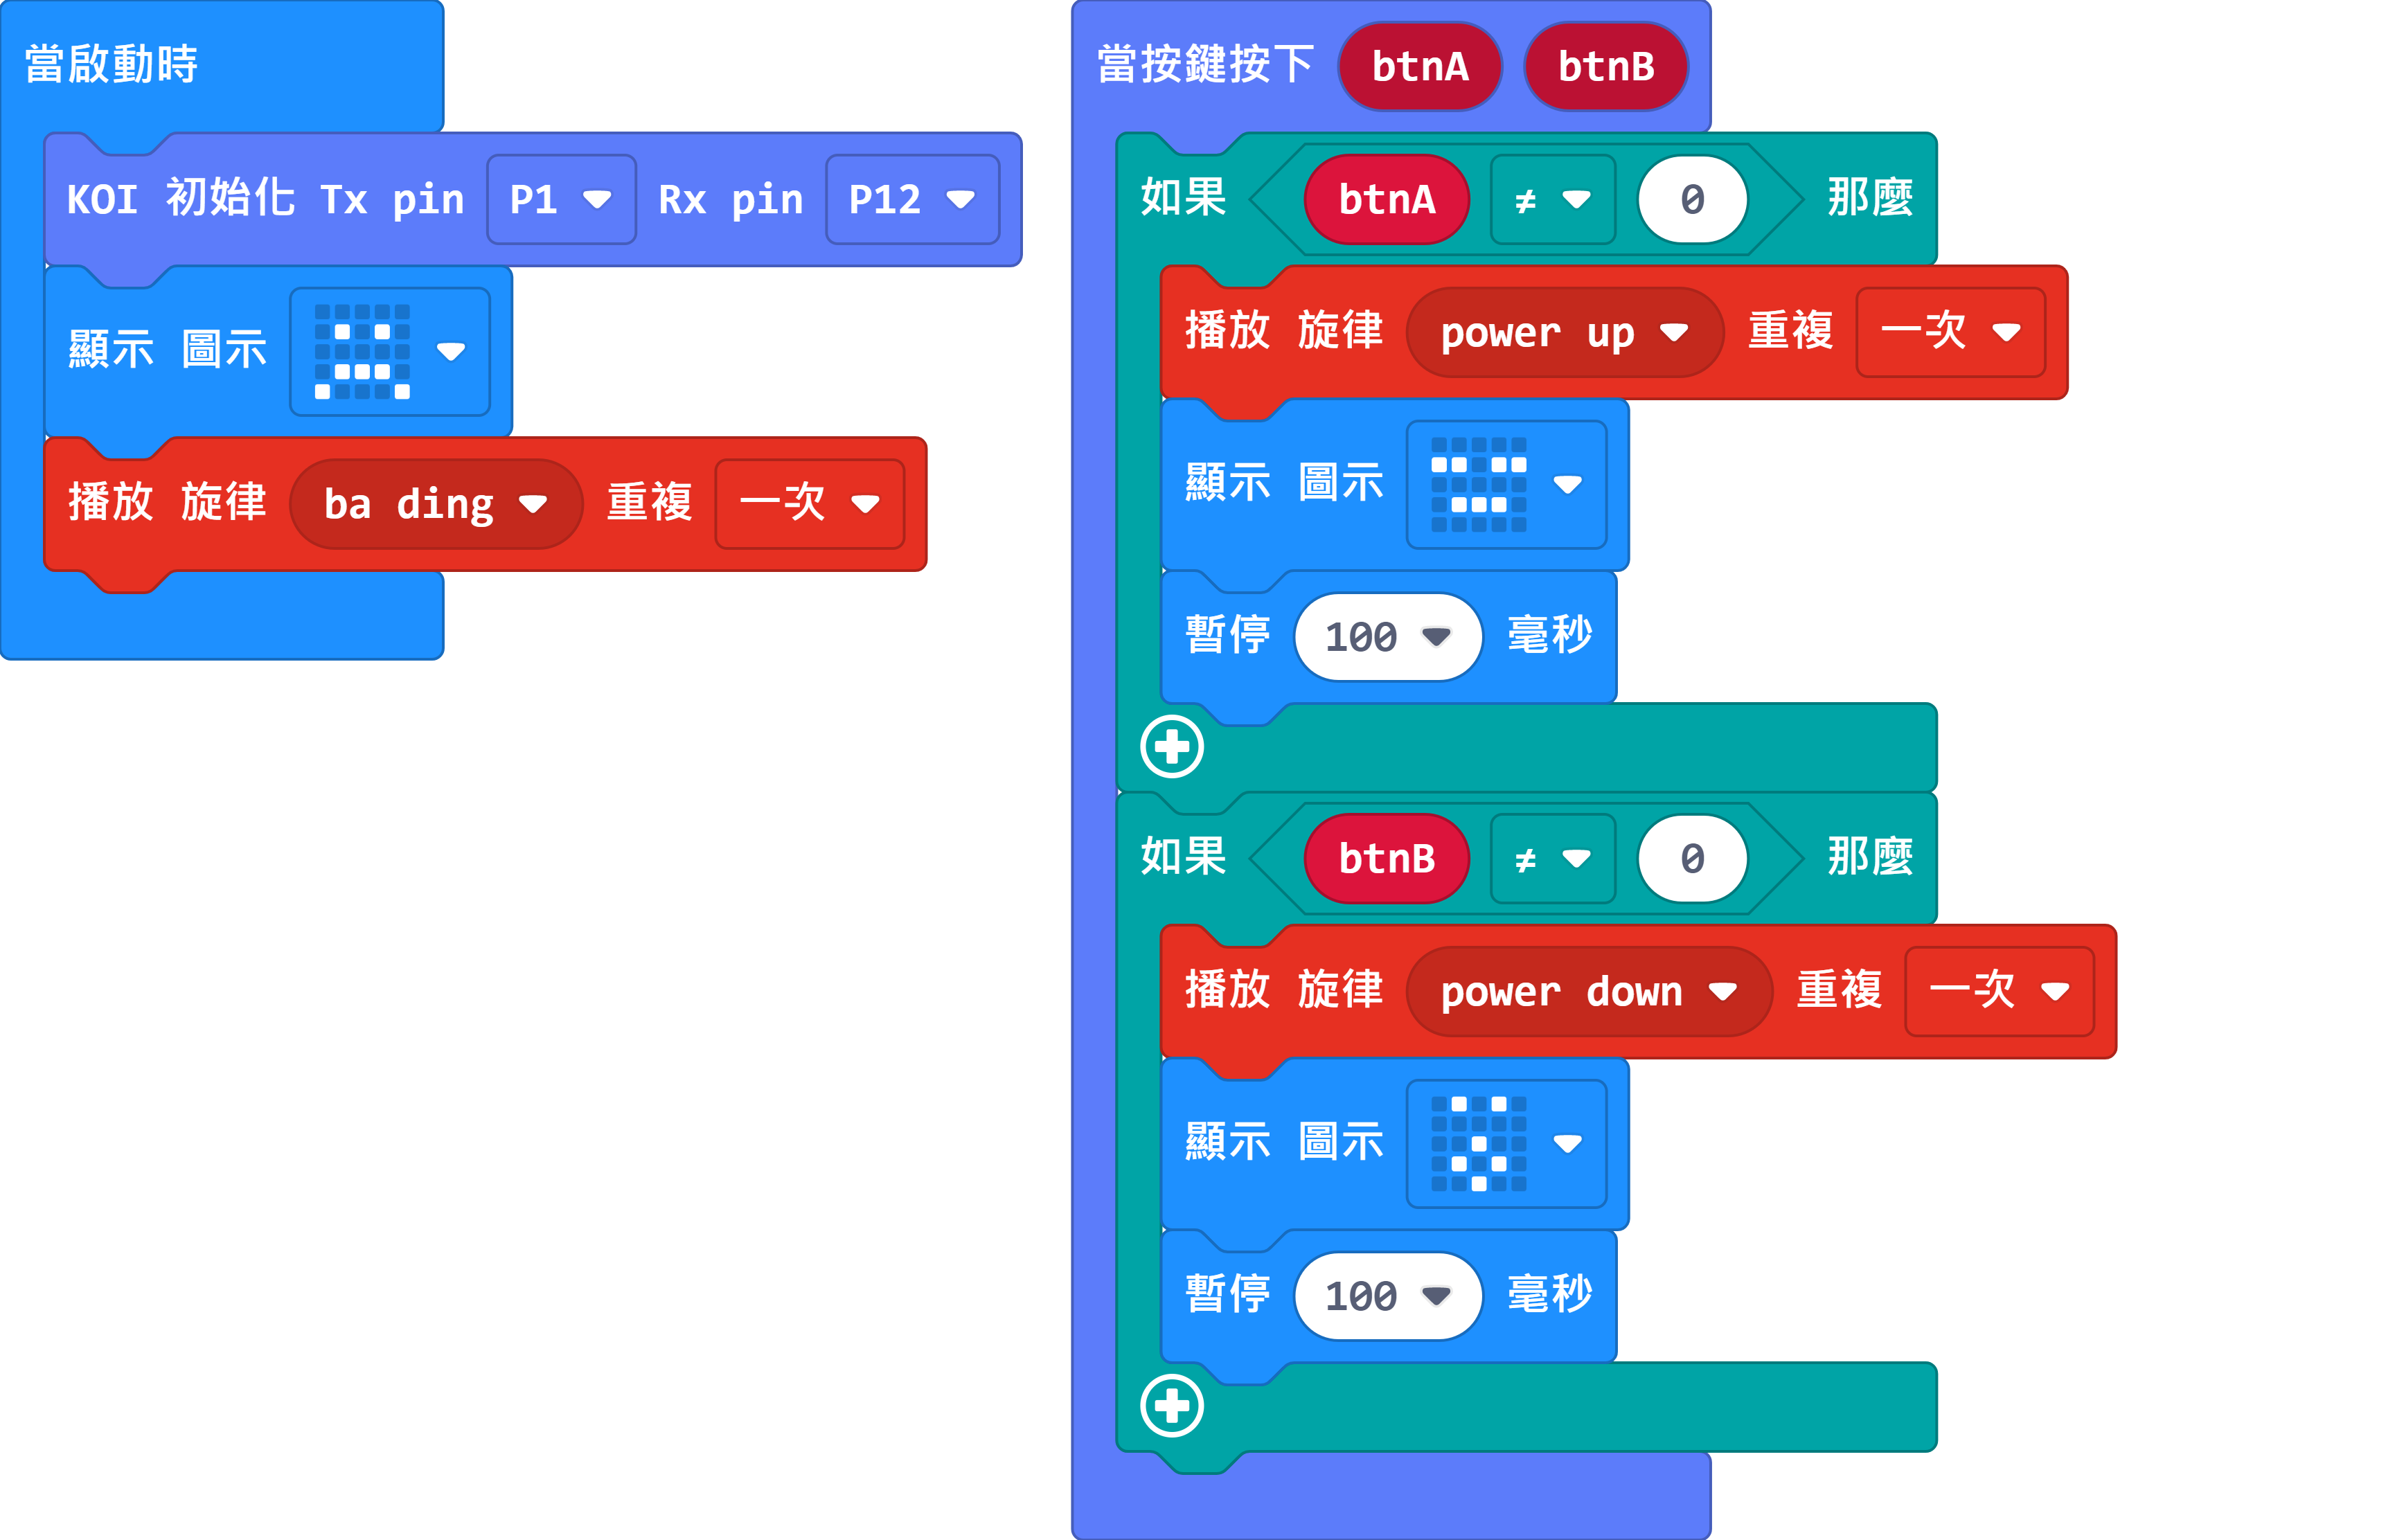 當啟動時
KOI 初始化 Tx pin P1 Rx pin P12
顯示 圖示
播放 旋律 ba ding 重複 一次
當按鍵按下 btnA btnB
如果 btnA ≠ 0 那麼
播放 旋律 power up 重複 一次
顯示 圖示
暫停 100 毫秒
如果 btnB ≠ 0 那麼
播放 旋律 power down 重複 一次
顯示 圖示
暫停 100 毫秒